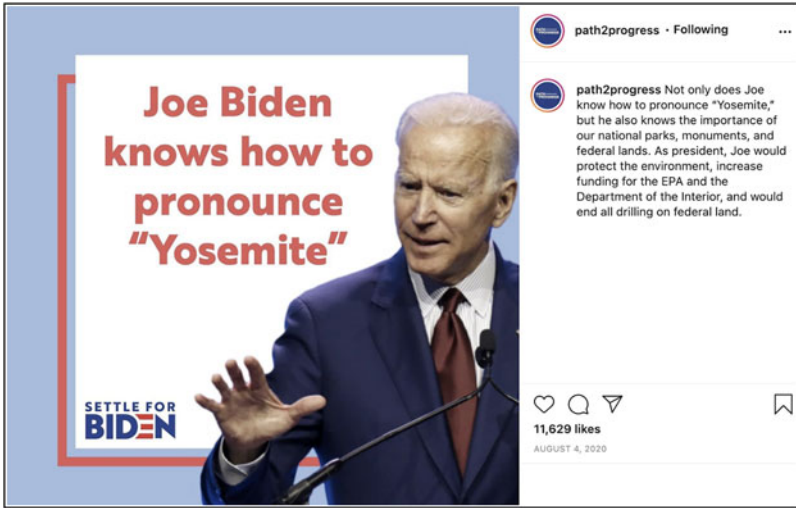 Joe Biden
knows how to
pronounce
“Yosemite”
SETTLE FOR
BIDEN
path2progress • Following
...
path2progress Not only does Joe
know how to pronounce “Yosemite,”
but he also knows the importance of
our national parks, monuments, and
federal lands. As president, Joe would
protect the environment, increase
funding for the EPA and the
Department of the Interior, and would
end all drilling on federal land.
11,629 likes
AUGUST 4, 2020